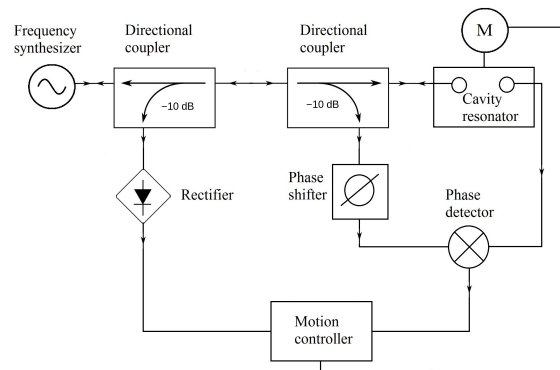 Frequency
synthesizer
Directional
coupler
Directional
coupler
M
−10 dB
−10 dB
Cavity
resonator
Rectifier
Phase
shifter
Phase
detector
Motion
controller